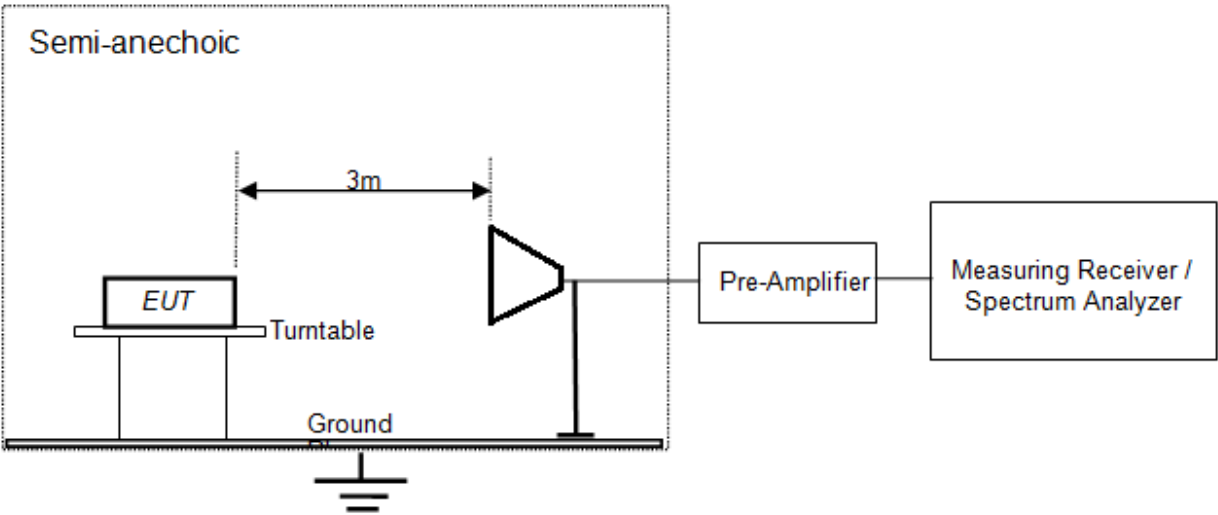 Semi-anechoic
3m
EUT
Turntable
Ground
Pre-Amplifier
Measuring Receiver /
Spectrum Analyzer